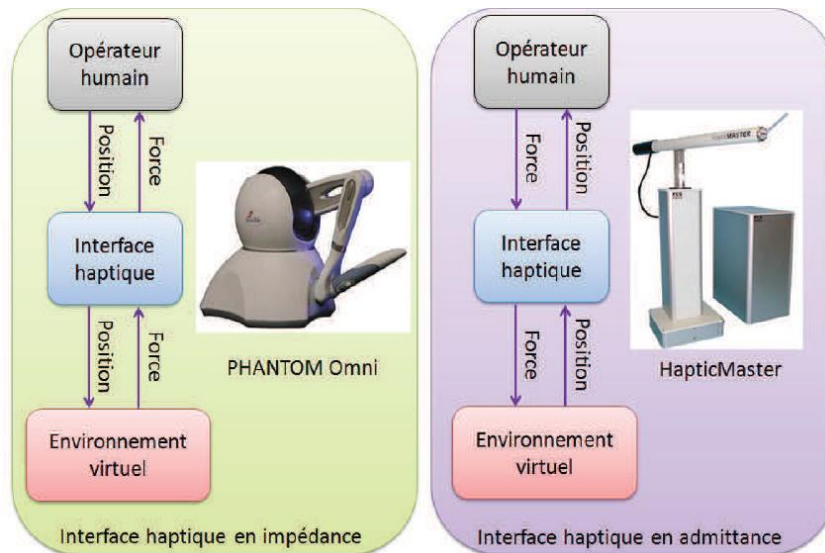 Opérateur
humain
Position
Force
Interface
haptique
Position
Force
Environnement
virtuel
PHANTOM Omni
Interface haptique en impédance
Opérateur
humain
Force
Position
Interface
haptique
Force
Position
Environnement
virtuel
MASTER
HapticMaster
Interface haptique en admittance